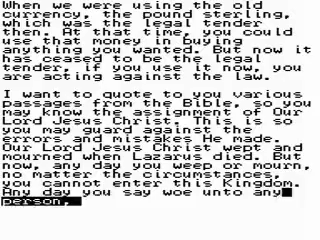 When we were using the old
currency, the pound sterling,
which was the legal tender
then. At that time, you could
use that money in buying
anything you wanted. But now it
has ceased to be the legal
tender, if you use it now, you
are acting against the law.
I want to quote to you various
passages from the Bible, so you
may know the assignment of Our
Lord Jesus Christ. This is so
you may guard against the
errors and mistakes He made.
Our Lord Jesus Christ wept and
mourned when Lazarus died. But
now, any day you weep or mourn,
no matter the circumstances,
you cannot enter this Kingdom.
Any day you say woe unto any
person,